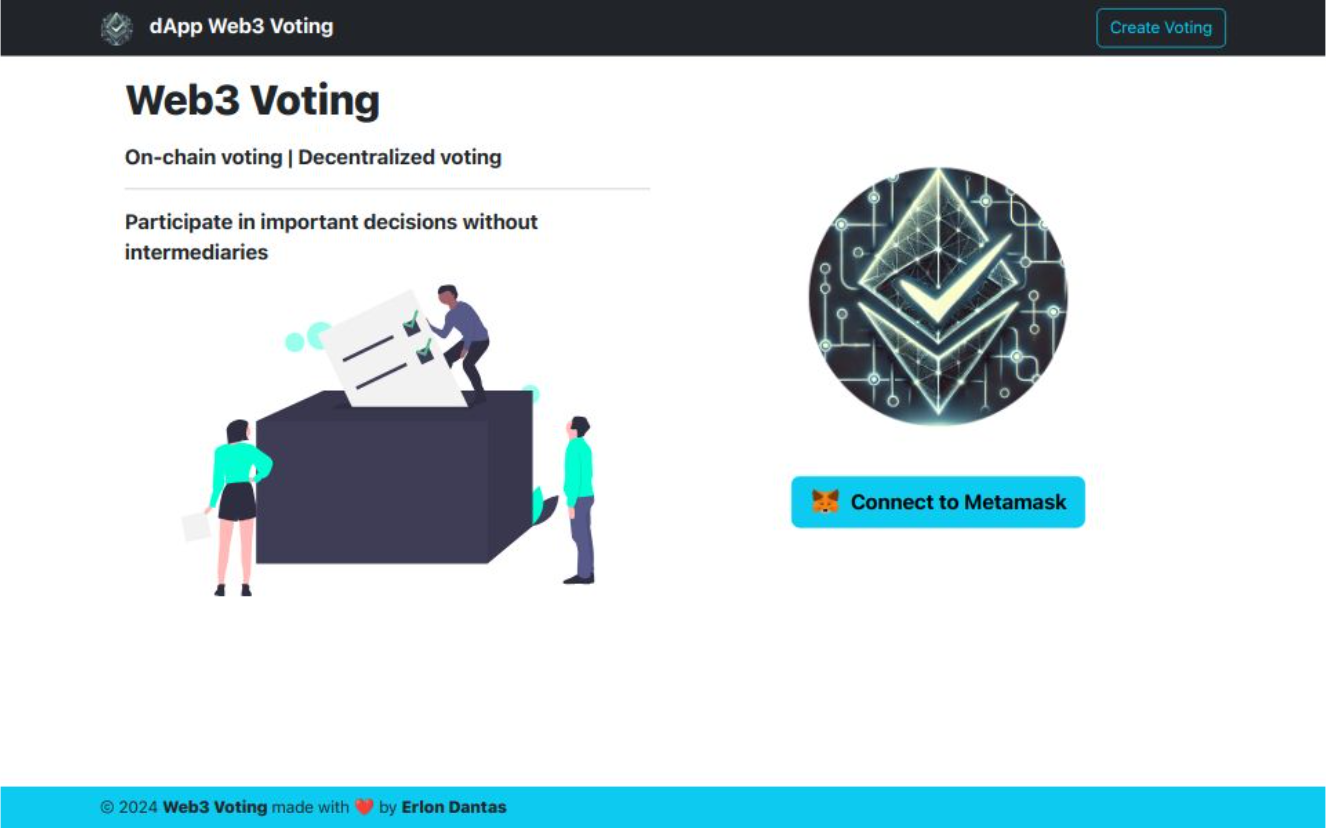 dApp Web3 Voting
Create Voting
Web3 Voting
On-chain voting | Decentralized voting
Participate in important decisions without
intermediaries
Connect to Metamask
© 2024 Web3 Voting made with ❤️ by Erlon Dantas